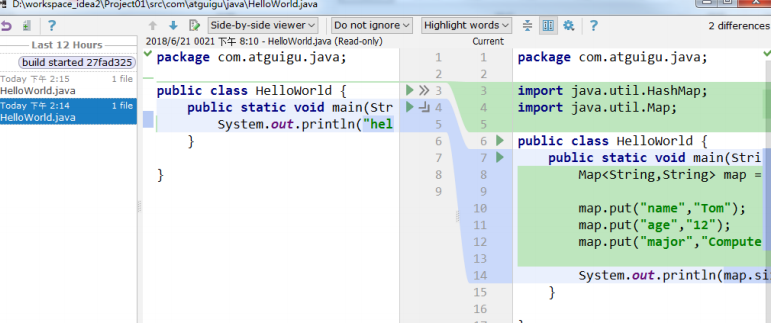 D:\workspace_idea2\Project01\src\com\atguigu\java\HelloWorld.java
Side-by-side viewer
Do not ignore
Highlight words
2 differences
Last 12 Hours
build started 27fad325
Today 下午 2:15 1 file
HelloWorld.java
Today 下午 2:14 1 file
HelloWorld.java
2018/6/21 0021 下午 8:10 - HelloWorld.java (Read-only)
package com.atguigu.java;
public class HelloWorld {
public static void main(Str
System.out.println("hel
}
}
1
2
3
4
5
6
7
8
9
Current
1
2
3
4
5
6
7
8
9
10
11
12
13
14
15
16
package com.atguigu.java;
import java.util.HashMap;
import java.util.Map;
public class HelloWorld {
public static void main(Stri
Map<String,String> map =
map.put("name","Tom");
map.put("age","12");
map.put("major","Compute
System.out.println(map.si
}